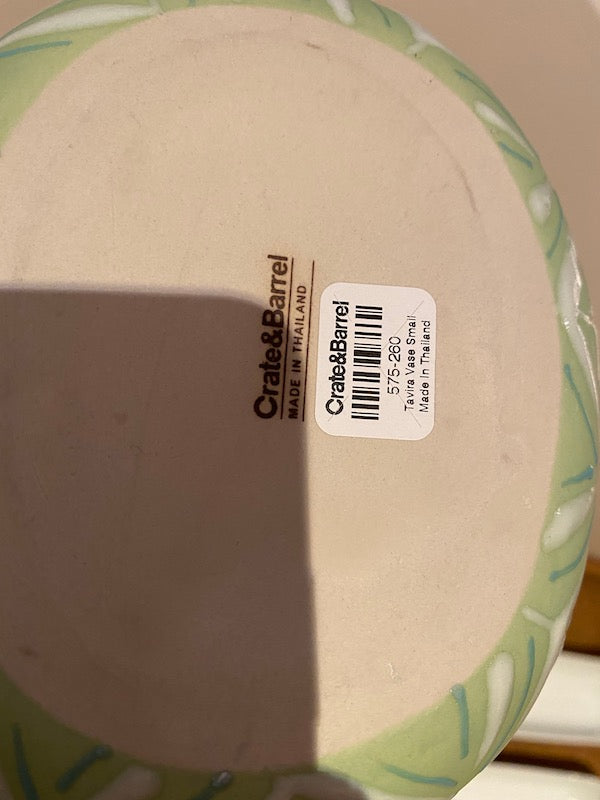 Crate&Barrel
MADE IN THAILAND
Crate&Barrel
575-260
Tavira Vase Small
Made In Thailand